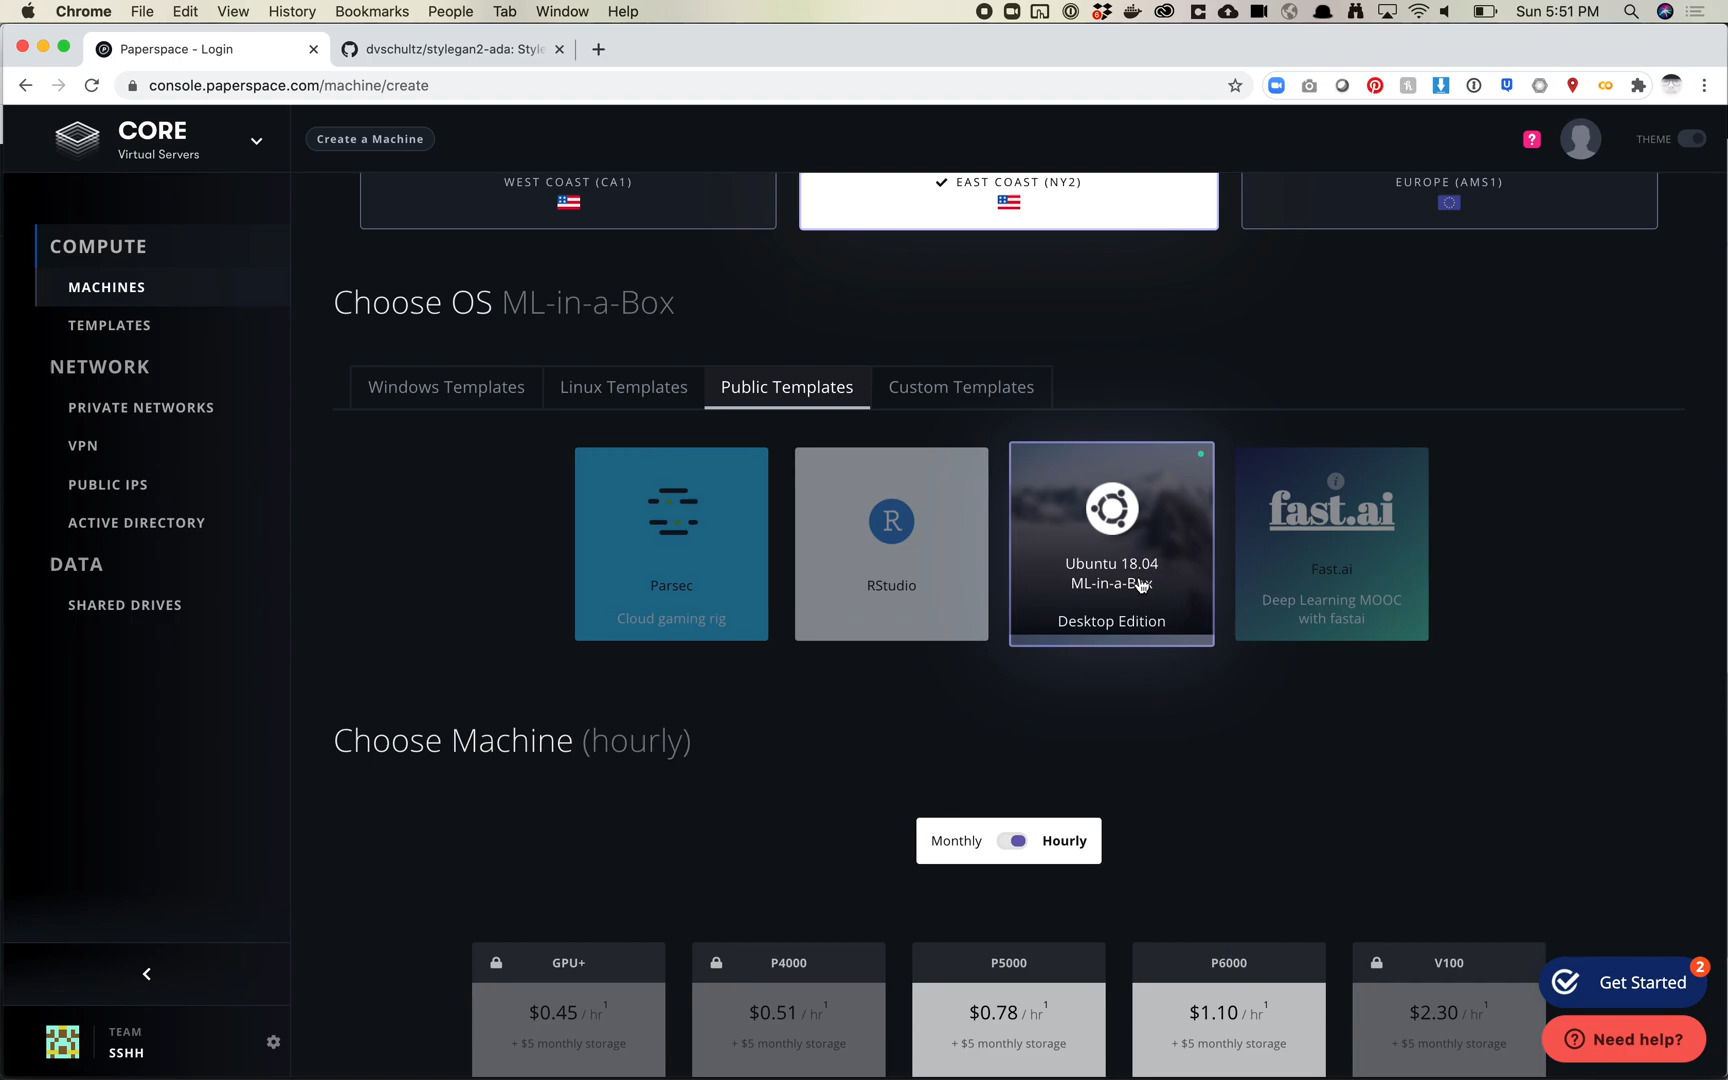 Chrome File Edit View History Bookmarks People Tab Window Help
6
Sun 5:51 PM
Paperspace - Login
dvschultz/stylegan2-ada: Style
console.paperspace.com/machine/create
CORE
Virtual Servers
Create a Machine
?
THEME
WEST COAST (CA1)
EAST COAST (NY2)
EUROPE (AMS1)
COMPUTE
MACHINES
TEMPLATES
NETWORK
PRIVATE NETWORKS
VPN
PUBLIC IPS
ACTIVE DIRECTORY
DATA
SHARED DRIVES
Choose OS ML-in-a-Box
Windows Templates Linux Templates Public Templates Custom Templates
Parsec
Cloud gaming rig
R
RStudio
Ubuntu 18.04
ML-in-a-Box
Desktop Edition
fast.ai
Fast.ai
Deep Learning MOOC
with fastai
Choose Machine (hourly)
Monthly Hourly
GPU+ P4000 P5000 P6000 V100
$0.45 / hr 1 $0.51 / hr 1 $0.78 / hr 1 $1.10 / hr 1 $2.30 / hr 1
+ $5 monthly storage + $5 monthly storage + $5 monthly storage + $5 monthly storage + $5 monthly storage
Get Started 2
? Need help?
TEAM
SSHH